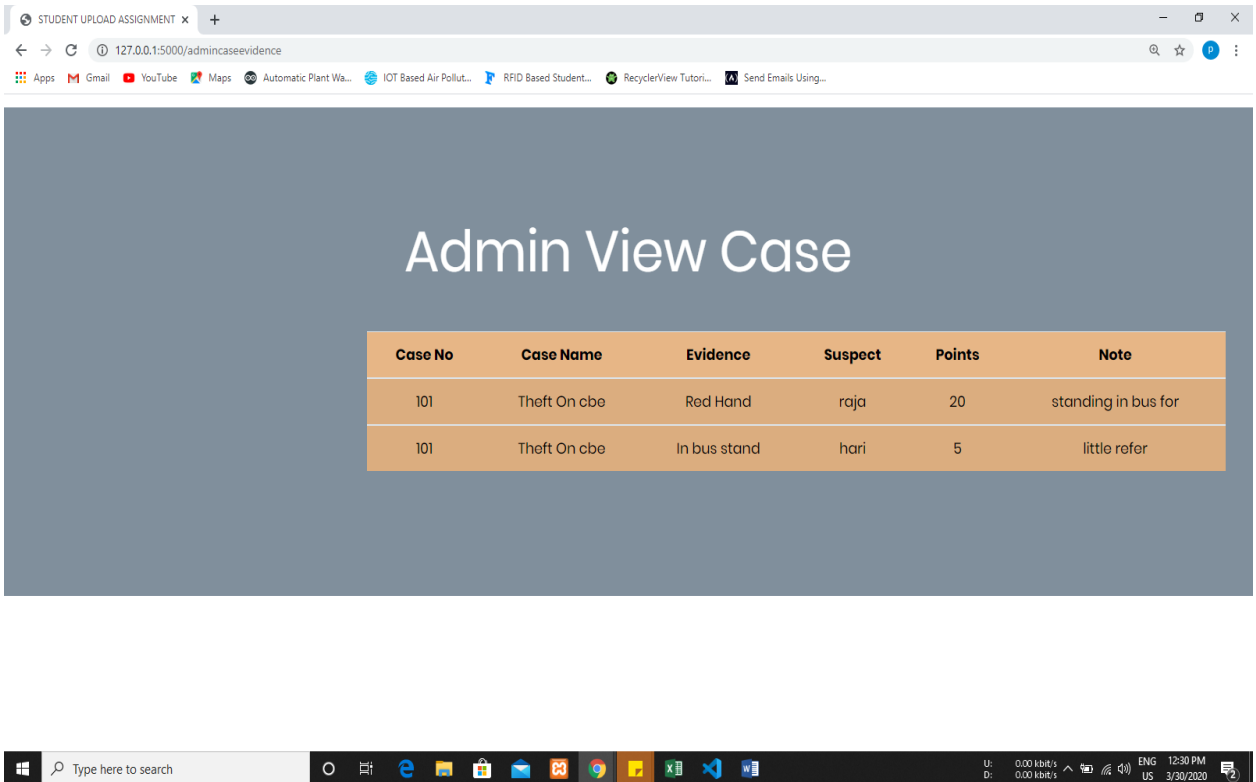 STUDENT UPLOAD ASSIGNMENT
127.0.0.1:5000/admincaseevidence
P
Apps Gmail YouTube Maps Automatic Plant Wa... IOT Based Air Pollut... RFID Based Student... RecyclerView Tutori... Send Emails Using...
Admin View Case
Case No Case Name Evidence Suspect Points Note
101 Theft On cbe Red Hand raja 20 standing in bus for
101 Theft On cbe In bus stand hari 5 little refer
Type here to search
U: 0.00 kbit/s ENG 12:30 PM
D: 0.00 kbit/s US 3/30/2020 2